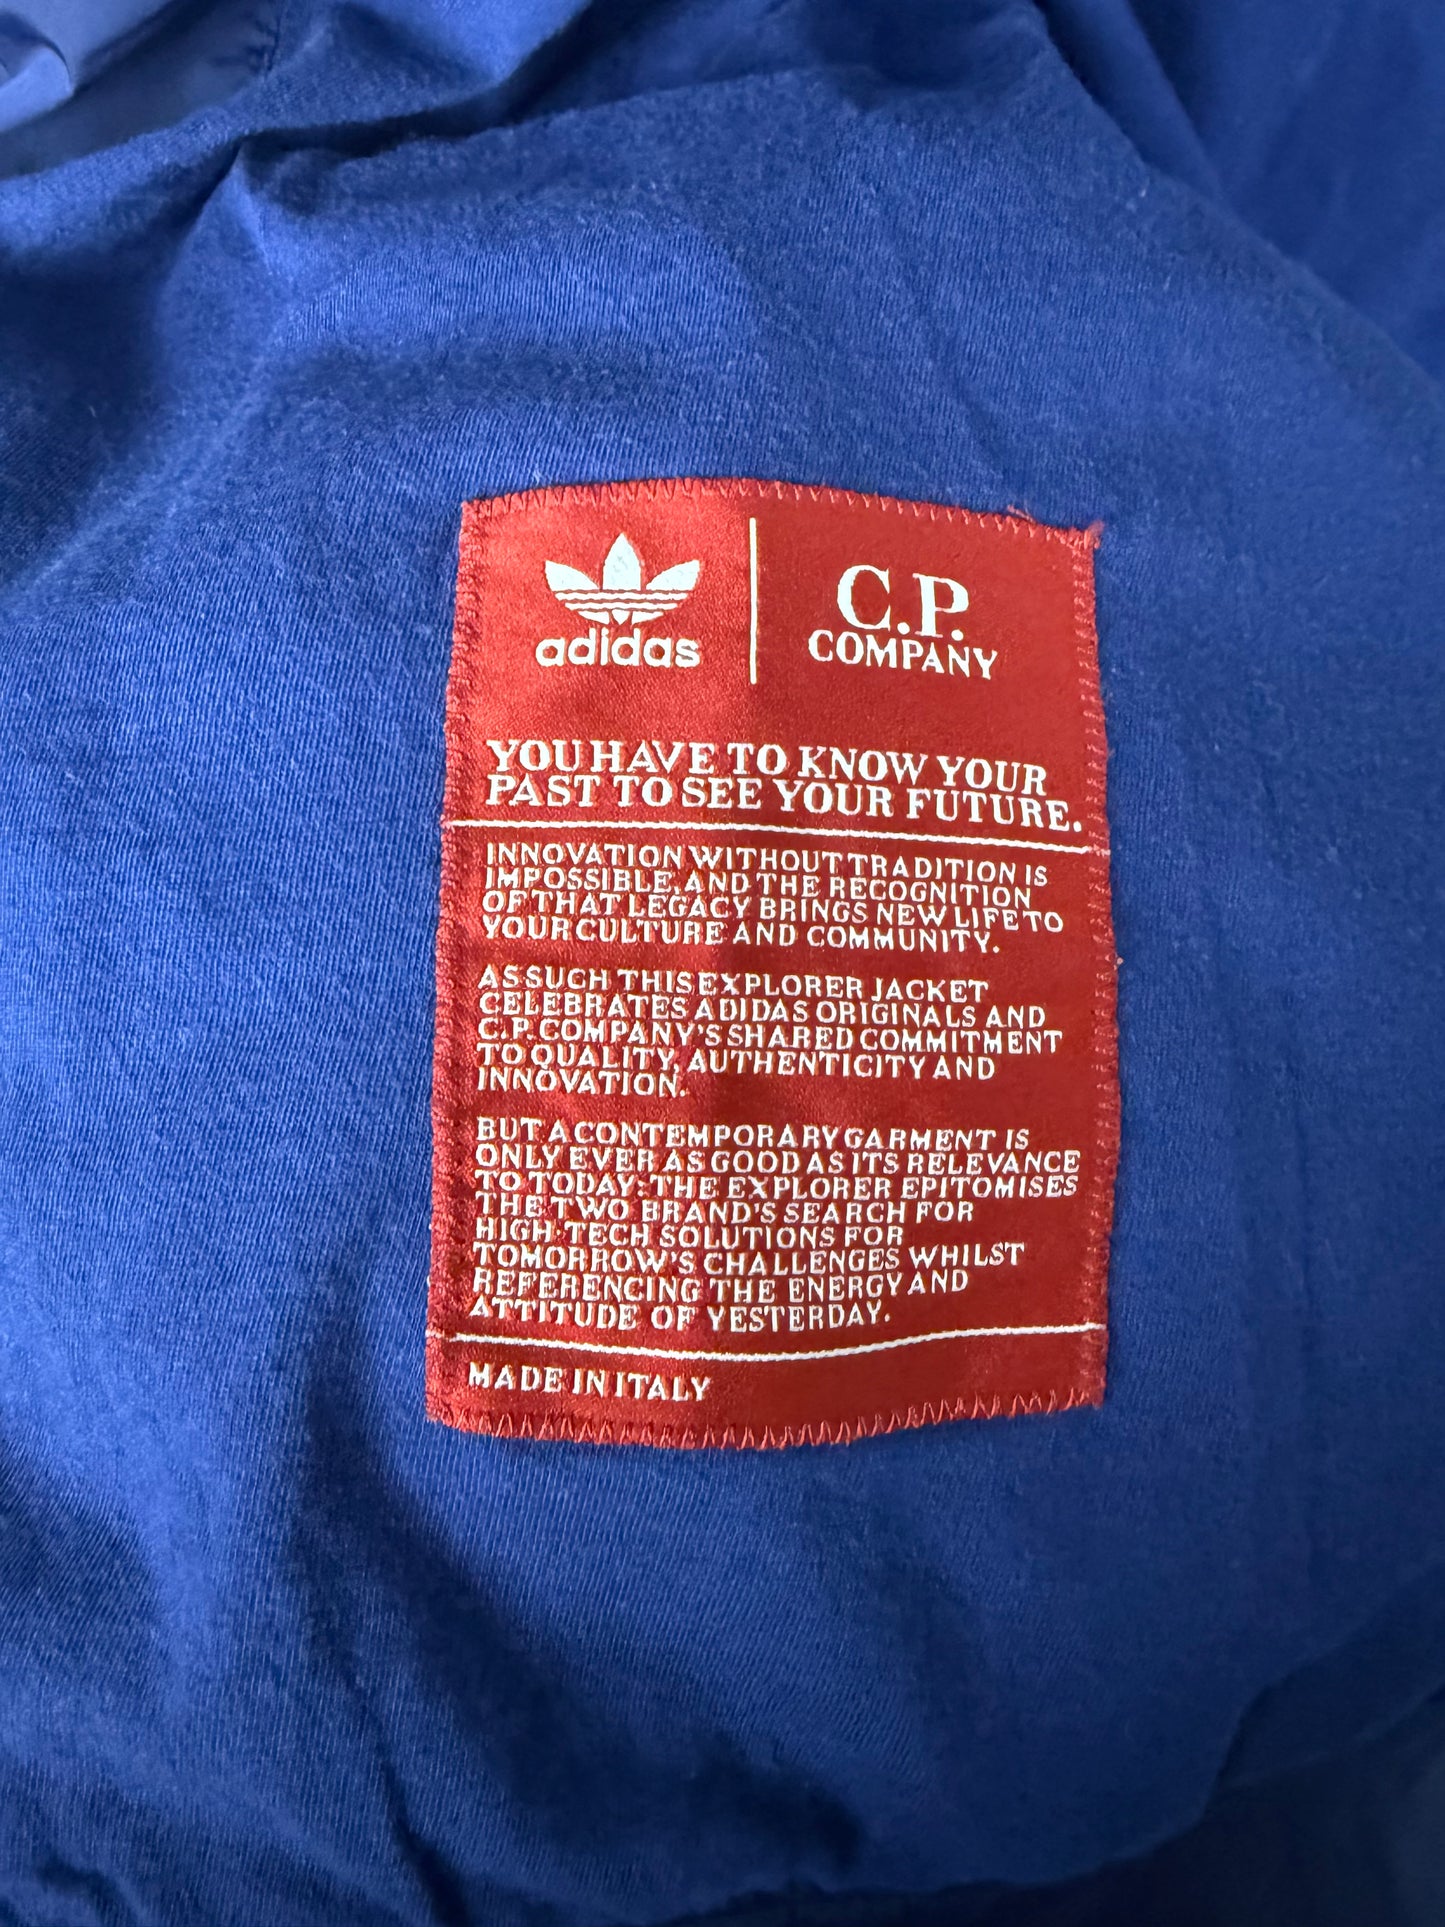 adidas
C.P.
COMPANY
YOU HAVE TO KNOW YOUR
PAST TO SEE YOUR FUTURE.
INNOVATION WITHOUT TRADITION IS
IMPOSSIBLE, AND THE RECOGNITION
OF THAT LEGACY BRINGS NEW LIFE TO
YOUR CULTURE AND COMMUNITY.
AS SUCH THIS EXPLORER JACKET
CELEBRATES ADIDAS ORIGINALS AND
C.P. COMPANY'S SHARED COMMITMENT
TO QUALITY, AUTHENTICITY AND
INNOVATION.
BUT A CONTEMPORARY GARMENT IS
ONLY EVER AS GOOD AS ITS RELEVANCE
TO TODAY: THE EXPLORER EPITOMISES
THE TWO BRAND'S SEARCH FOR
HIGH-TECH SOLUTIONS FOR
TOMORROW'S CHALLENGES WHILST
REFERENCING THE ENERGY AND
ATTITUDE OF YESTERDAY.
MADE IN ITALY